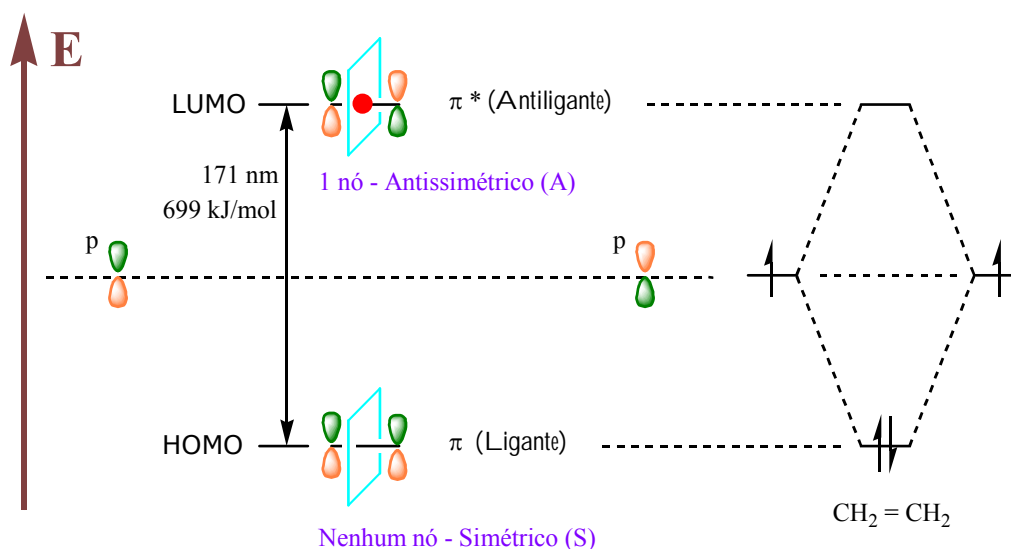 E
LUMO
π * (Antiligante)
171 nm
699 kJ/mol
1 nó - Antissimétrico (A)
p
p
HOMO
π (Ligante)
Nenhum nó - Simétrico (S)
CH₂ = CH₂